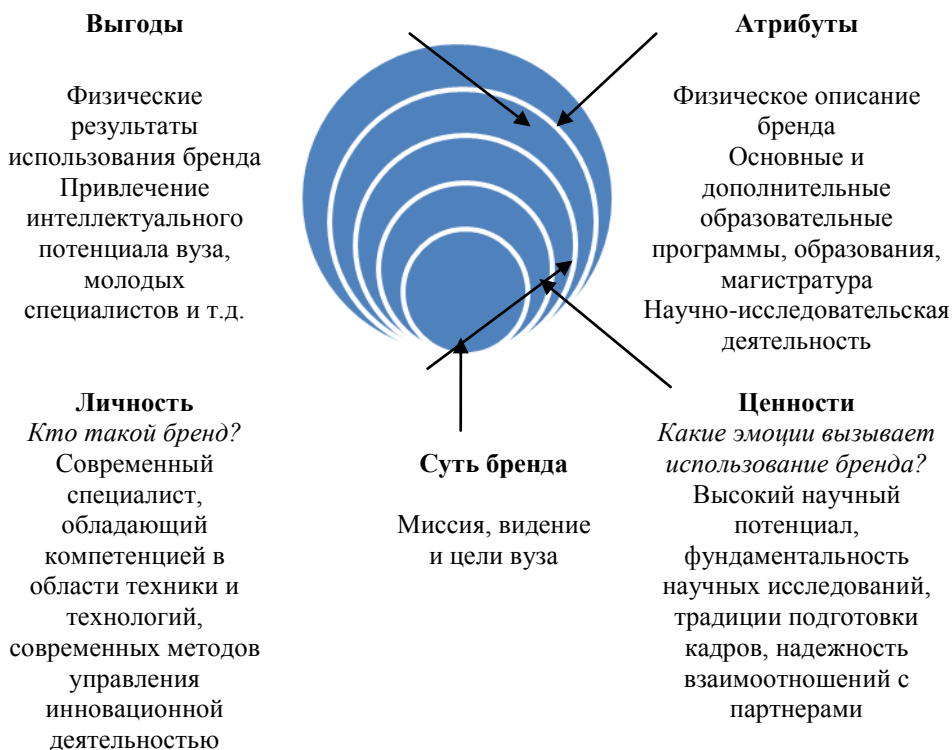 Выгоды
Физические
результаты
использования бренда
Привлечение
интеллектуального
потенциала вуза,
молодых
специалистов и т.д.
Атрибуты
Физическое описание
бренда
Основные и
дополнительные
образовательные
программы, образования,
магистратура
Научно-исследовательская
деятельность
Личность
Кто такой бренд?
Современный
специалист,
обладающий
компетенцией в
области техники и
технологий,
современных методов
управления
инновационной
деятельностью
Суть бренда
Миссия, видение
и цели вуза
Ценности
Какие эмоции вызывает
использование бренда?
Высокий научный
потенциал,
фундаментальность
научных исследований,
традиции подготовки
кадров, надежность
взаимоотношений с
партнерами